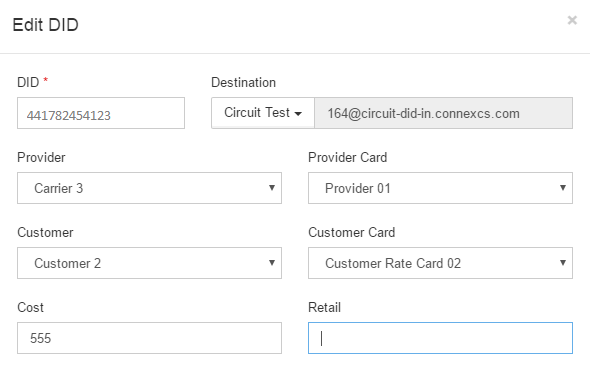 Edit DID
×
DID *
Destination
441782454123
Circuit Test
164@circuit-did-in.connexcs.com
Provider
Provider Card
Carrier 3
Provider 01
Customer
Customer Card
Customer 2
Customer Rate Card 02
Cost
Retail
555